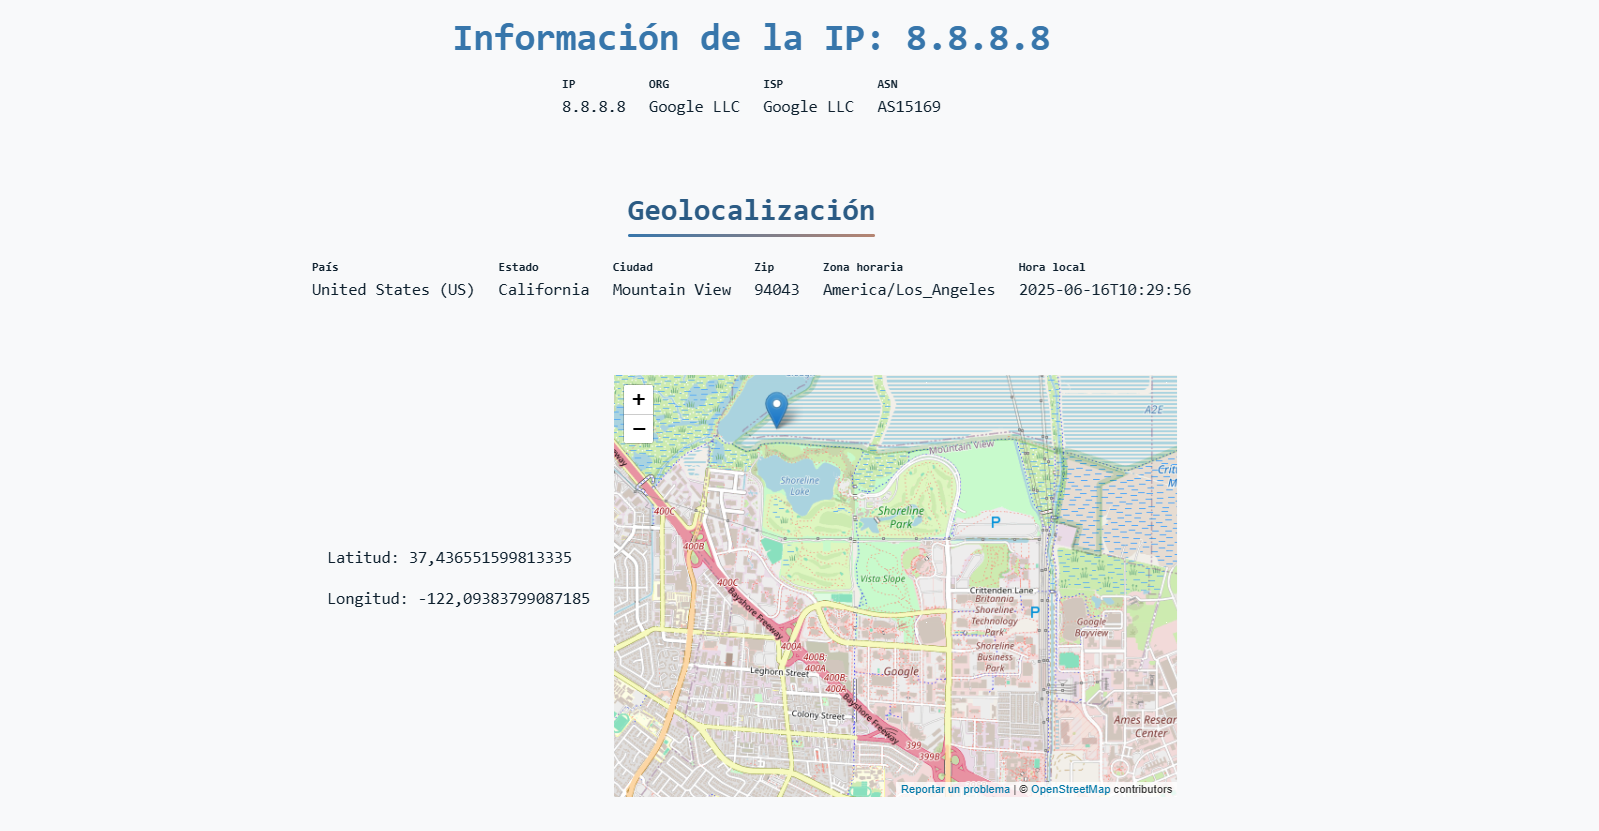 Información de la IP: 8.8.8.8
IP ORG ISP ASN
8.8.8.8 Google LLC Google LLC AS15169
Geolocalización
País Estado Ciudad Zip Zona horaria Hora local
United States (US) California Mountain View 94043 America/Los_Angeles 2025-06-16T10:29:56
+
−
A2E
Mountain View
Shoreline
Lake
400C
Shoreline
Park
P
400B
Vista Slope
400C
Crittenden Lane
Bayshore Freeway
Britannia
Shoreline
Technology
Park
P
Google
Bayview
400A
400B;
400A
Shoreline
Business
Park
Leghorn Street
Google
400B;
400A
Colony Street
Bayshore Freeway
Ames Resear
Center
399
399B
Latitud: 37,436551599813335
Longitud: -122,09383799087185
Reportar un problema | © OpenStreetMap contributors